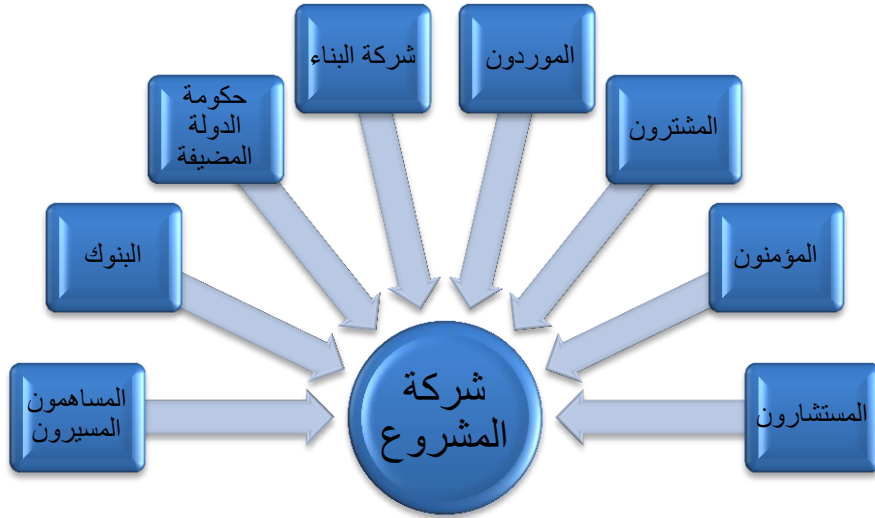 الموردون
شركة البناء
المشترون
حكومة
الدولة
المضيفة
المؤمنون
البنوك
المستشارون
المساهمون
المسيرون
شركة
المشروع